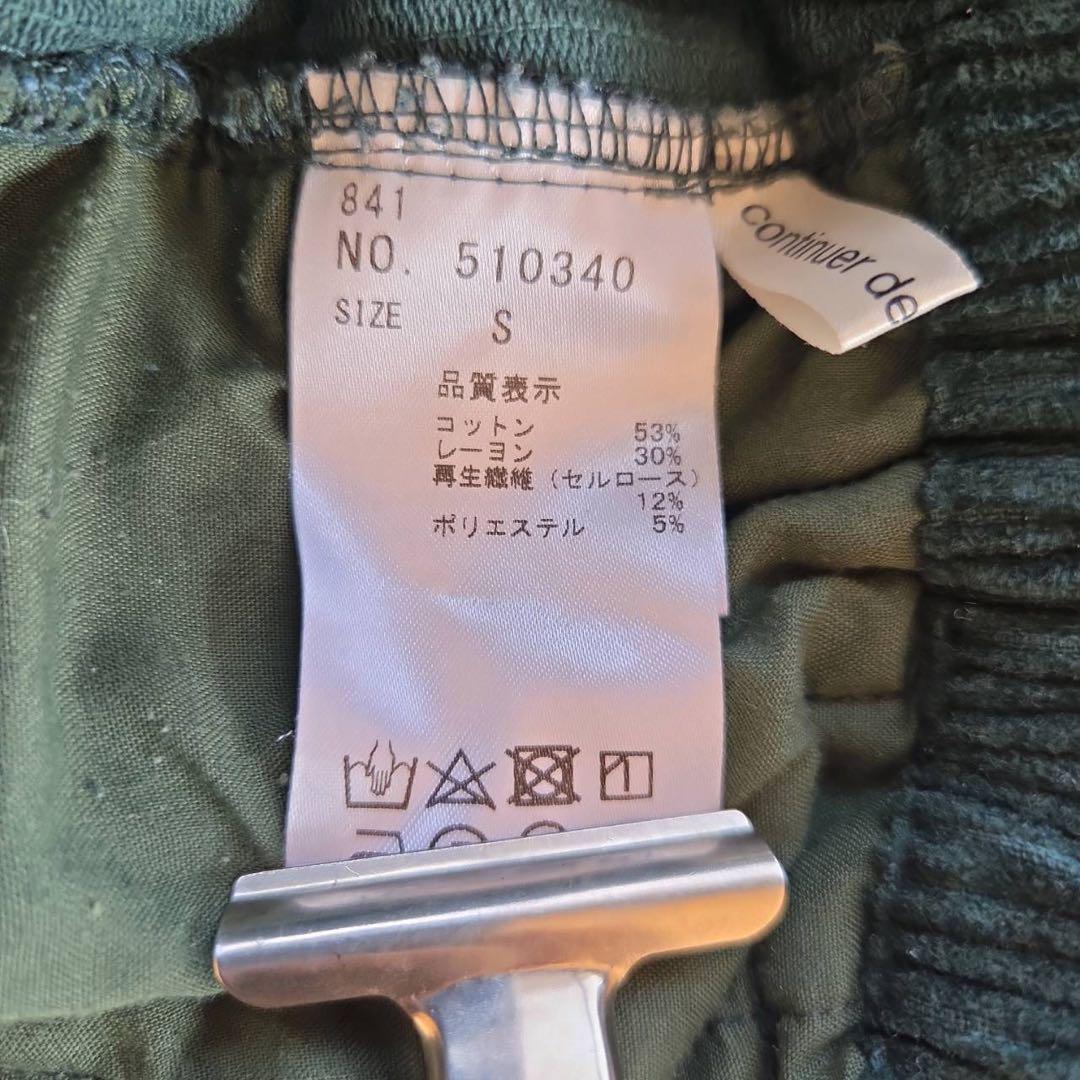 841
NO. 510340
SIZE S
品質表示
コットン 53%
レーヨン 30%
再生繊維(セルロース)
12%
ポリエステル 5%
continuer de